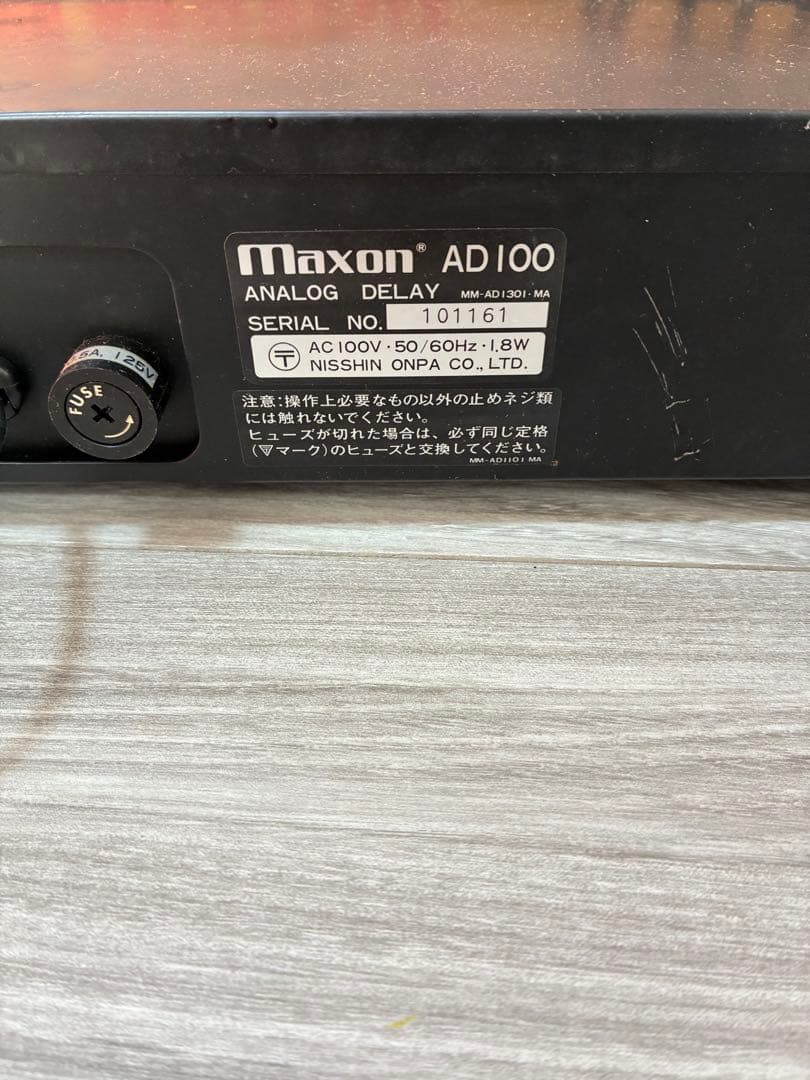 maxon® AD100
ANALOG DELAY MM-AD1301・MA
SERIAL NO. 101161
〒 AC100V・50/60Hz・1.8W
NISSHIN ONPA CO., LTD.
注意:操作上必要なもの以外の止めネジ類
には触れないでください。
ヒューズが切れた場合は、必ず同じ定格
(▽マーク)のヒューズと交換してください。
MM-AD1101 MA
5A, 125V
FUSE